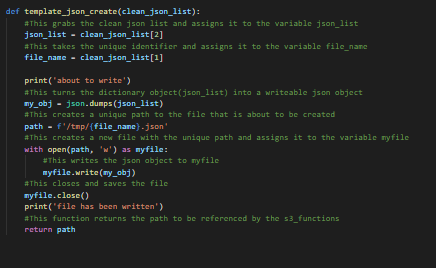 def template_json_create(clean_json_list):
    #This grabs the clean json list and assigns it to the variable json_list
    json_list = clean_json_list[2]
    #This takes the unique identifier and assigns it to the variable file_name
    file_name = clean_json_list[1]

    print('about to write')
    #This turns the dictionary object(json_list) into a writeable json object
    my_obj = json.dumps(json_list)
    #This creates a unique path to the file that is about to be created
    path = f'/tmp/{file_name}.json'
    #This creates a new file with the unique path and assigns it to the variable myfile
    with open(path, 'w') as myfile:
        #This writes the json object to myfile
        myfile.write(my_obj)
    #This closes and saves the file
    myfile.close()
    print('file has been written')
    #This function returns the path to be referenced by the s3_functions
    return path